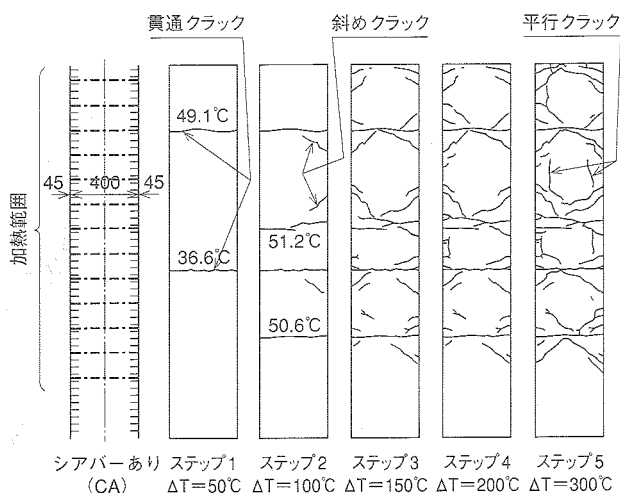 貫通クラック
斜めクラック
平行クラック
49.1℃
45
400
45
加熱範囲
51.2℃
36.6℃
50.6℃
シアバーあり
(CA)
ステップ1
ΔT=50℃
ステップ2
ΔT=100℃
ステップ3
ΔT=150℃
ステップ4
ΔT=200℃
ステップ5
ΔT=300℃